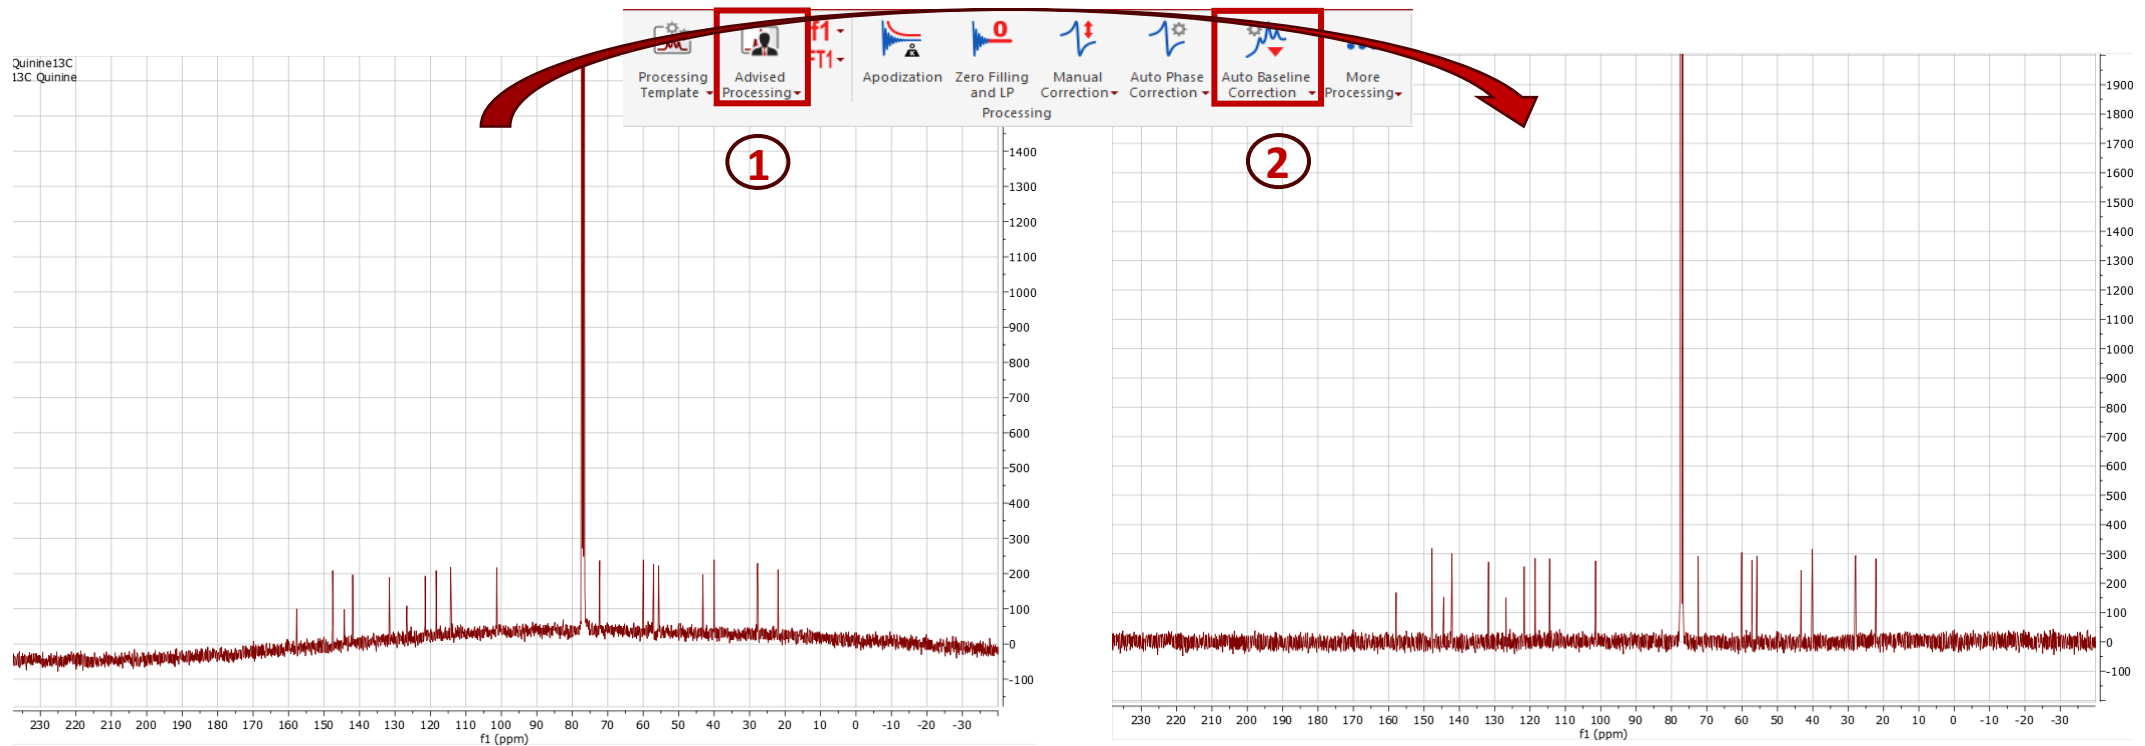 Quinine13C
13C Quinine
f1
FT1
Processing Template
Advised Processing
Apodization
Zero Filling and LP
Manual Correction
Auto Phase Correction
Auto Baseline Correction
More Processing
Processing
0
1
2
1400
1300
1200
1100
1000
900
800
700
600
500
400
300
200
100
0
-100
230 220 210 200 190 180 170 160 150 140 130 120 110 100 90 80 70 60 50 40 30 20 10 0 -10 -20 -30
f1 (ppm)
1900
1800
1700
1600
1500
1400
1300
1200
1100
1000
900
800
700
600
500
400
300
200
100
0
-100
230 220 210 200 190 180 170 160 150 140 130 120 110 100 90 80 70 60 50 40 30 20 10 0 -10 -20 -30
f1 (ppm)